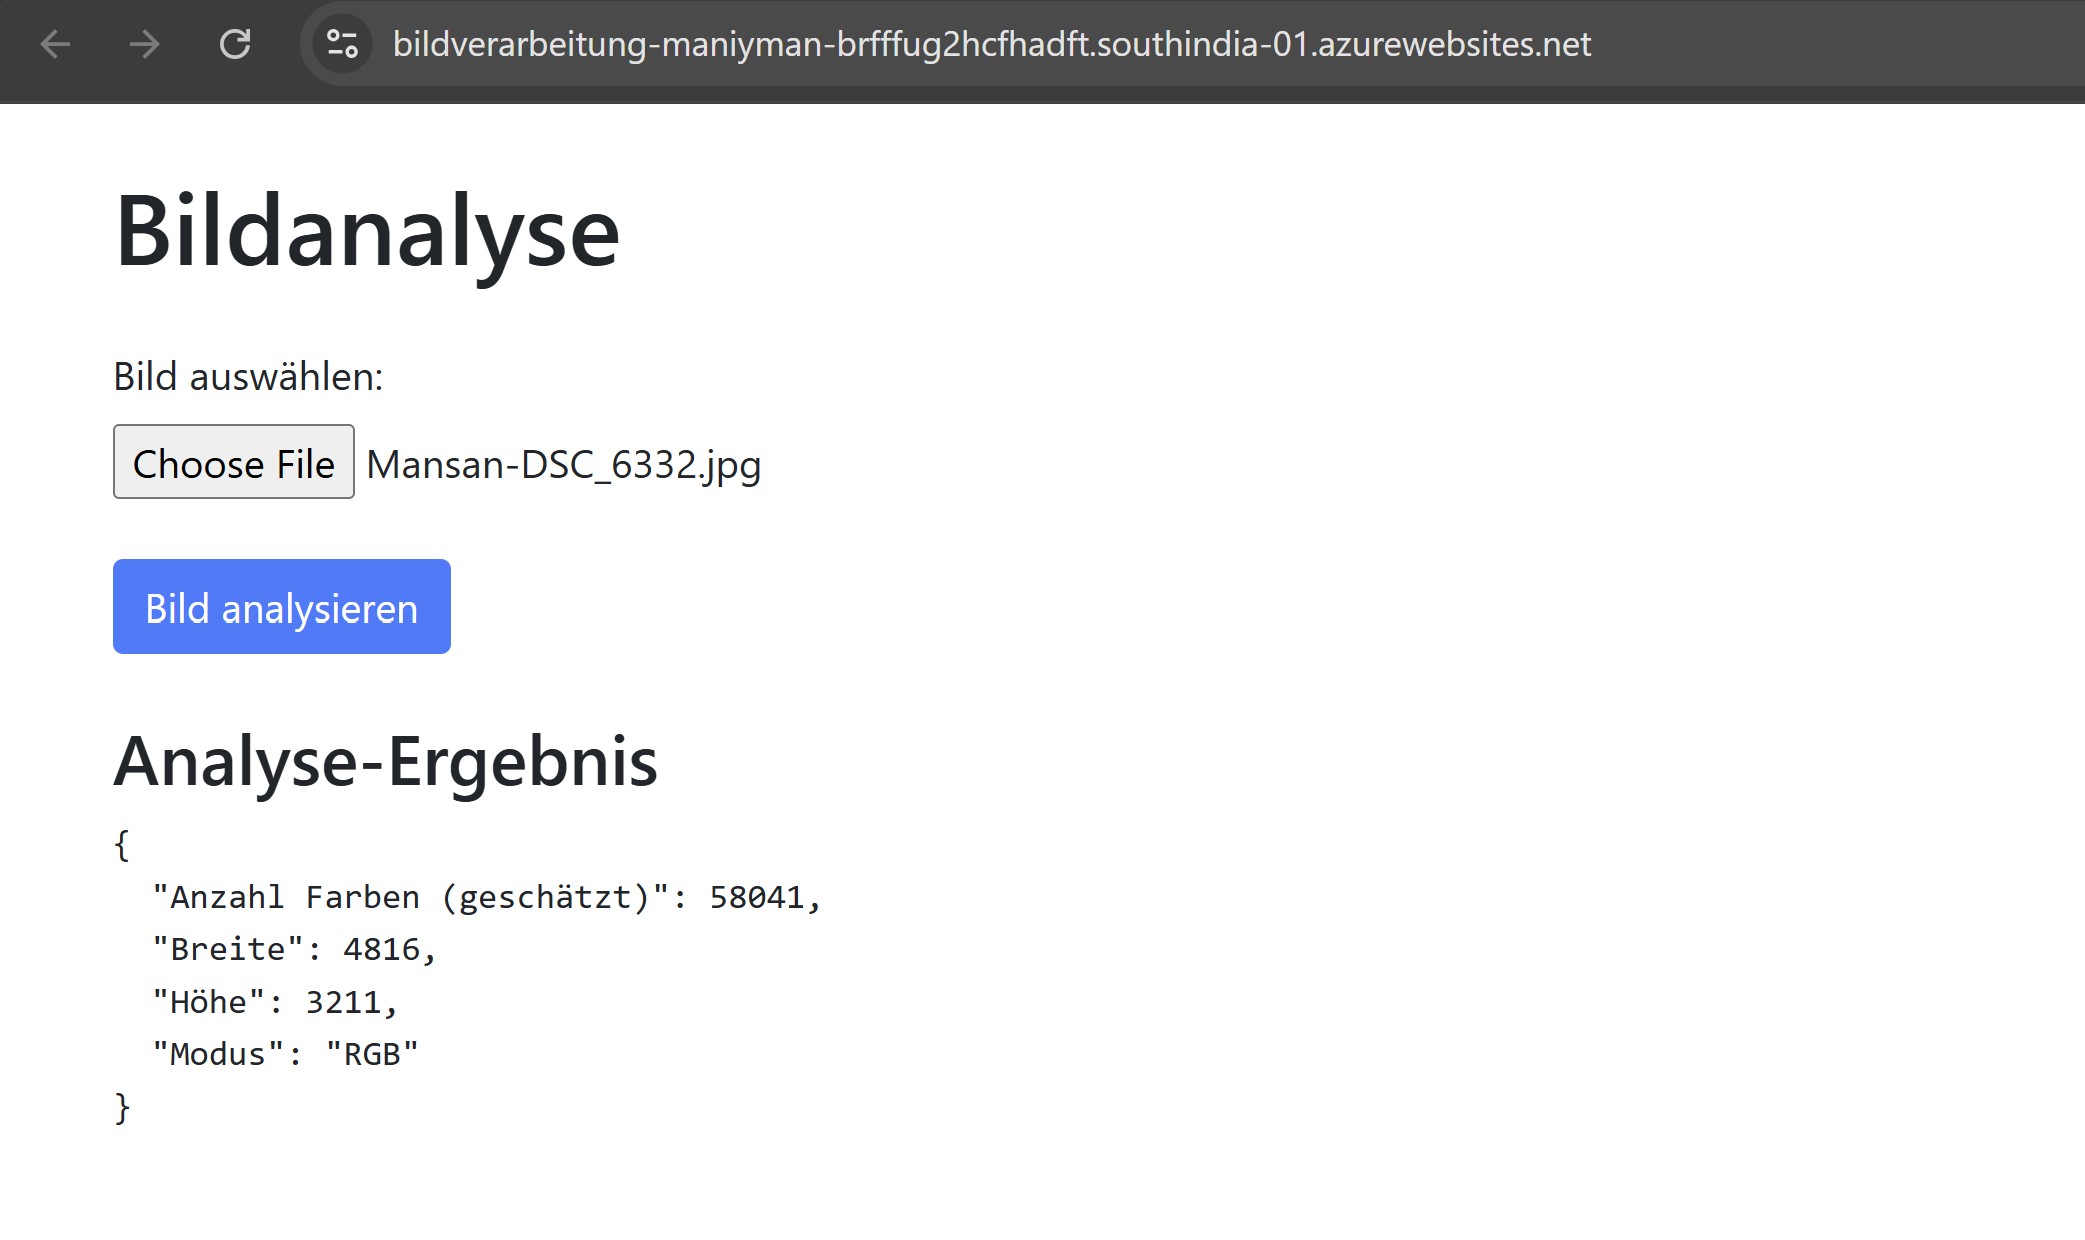 bildverarbeitung-maniyman-brfffug2hcfhadft.southindia-01.azurewebsites.net
Bildanalyse
Bild auswählen:
Choose File Mansan-DSC_6332.jpg
Bild analysieren
Analyse-Ergebnis
{
  "Anzahl Farben (geschätzt)": 58041,
  "Breite": 4816,
  "Höhe": 3211,
  "Modus": "RGB"
}